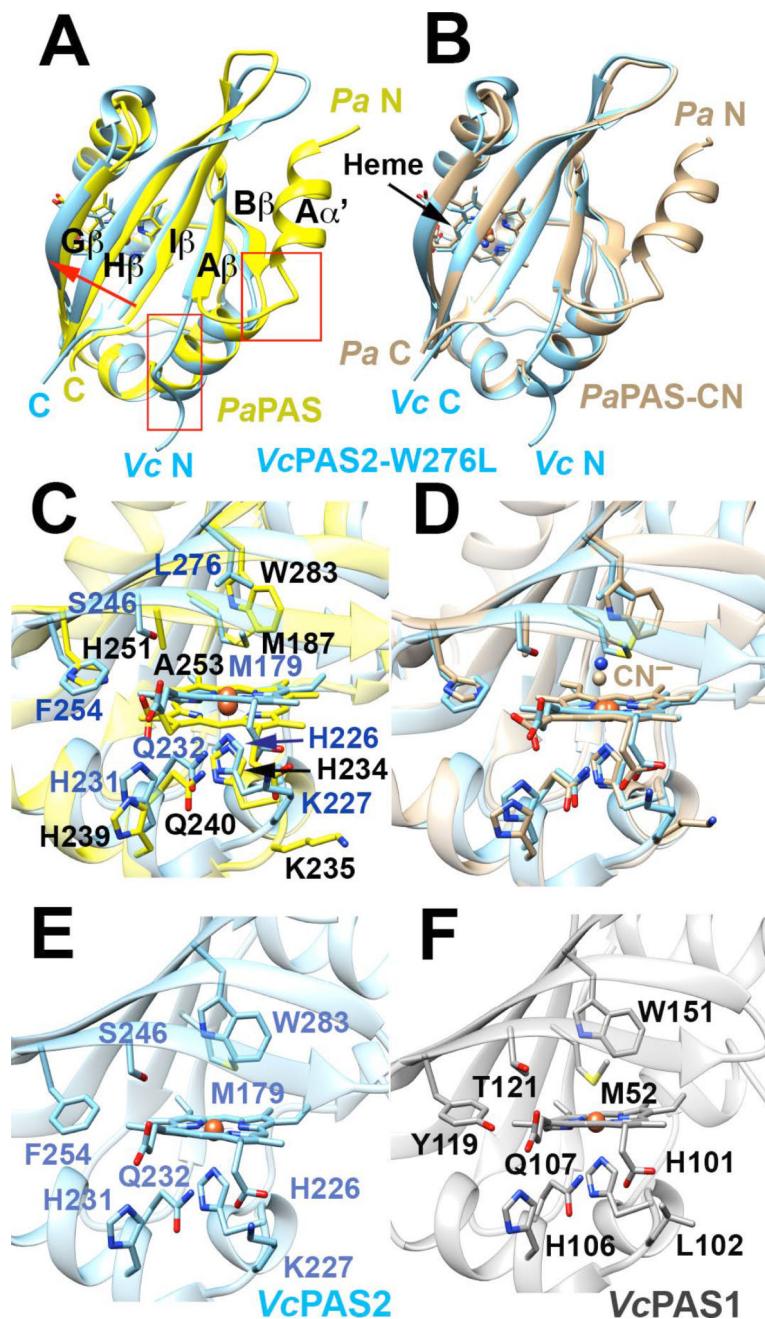 A
B
Pa N
Pa N
Heme
Bβ
Aα'
Gβ
Hβ
Iβ
Aβ
C
C
PaPAS
Pa C
Vc C
PaPAS-CN
Vc N
VcPAS2-W276L
Vc N
C
D
L276
W283
S246
H251
M187
A253
M179
CN−
F254
Q232
H226
H231
H234
K227
H239
Q240
K235
E
F
W283
W151
S246
T121
M179
M52
F254
Y119
Q232
Q107
H101
H231
H226
H106
L102
K227
VcPAS2
VcPAS1